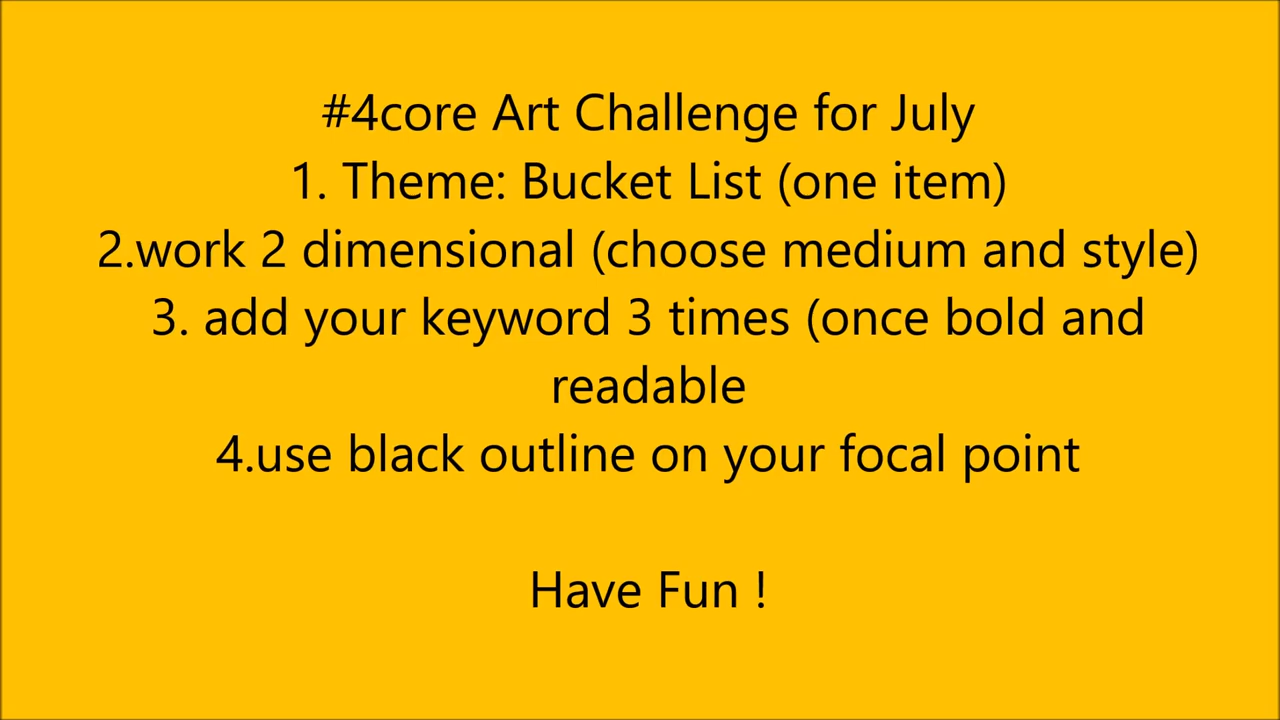 #4core Art Challenge for July
1. Theme: Bucket List (one item)
2.work 2 dimensional (choose medium and style)
3. add your keyword 3 times (once bold and
readable
4.use black outline on your focal point
Have Fun !